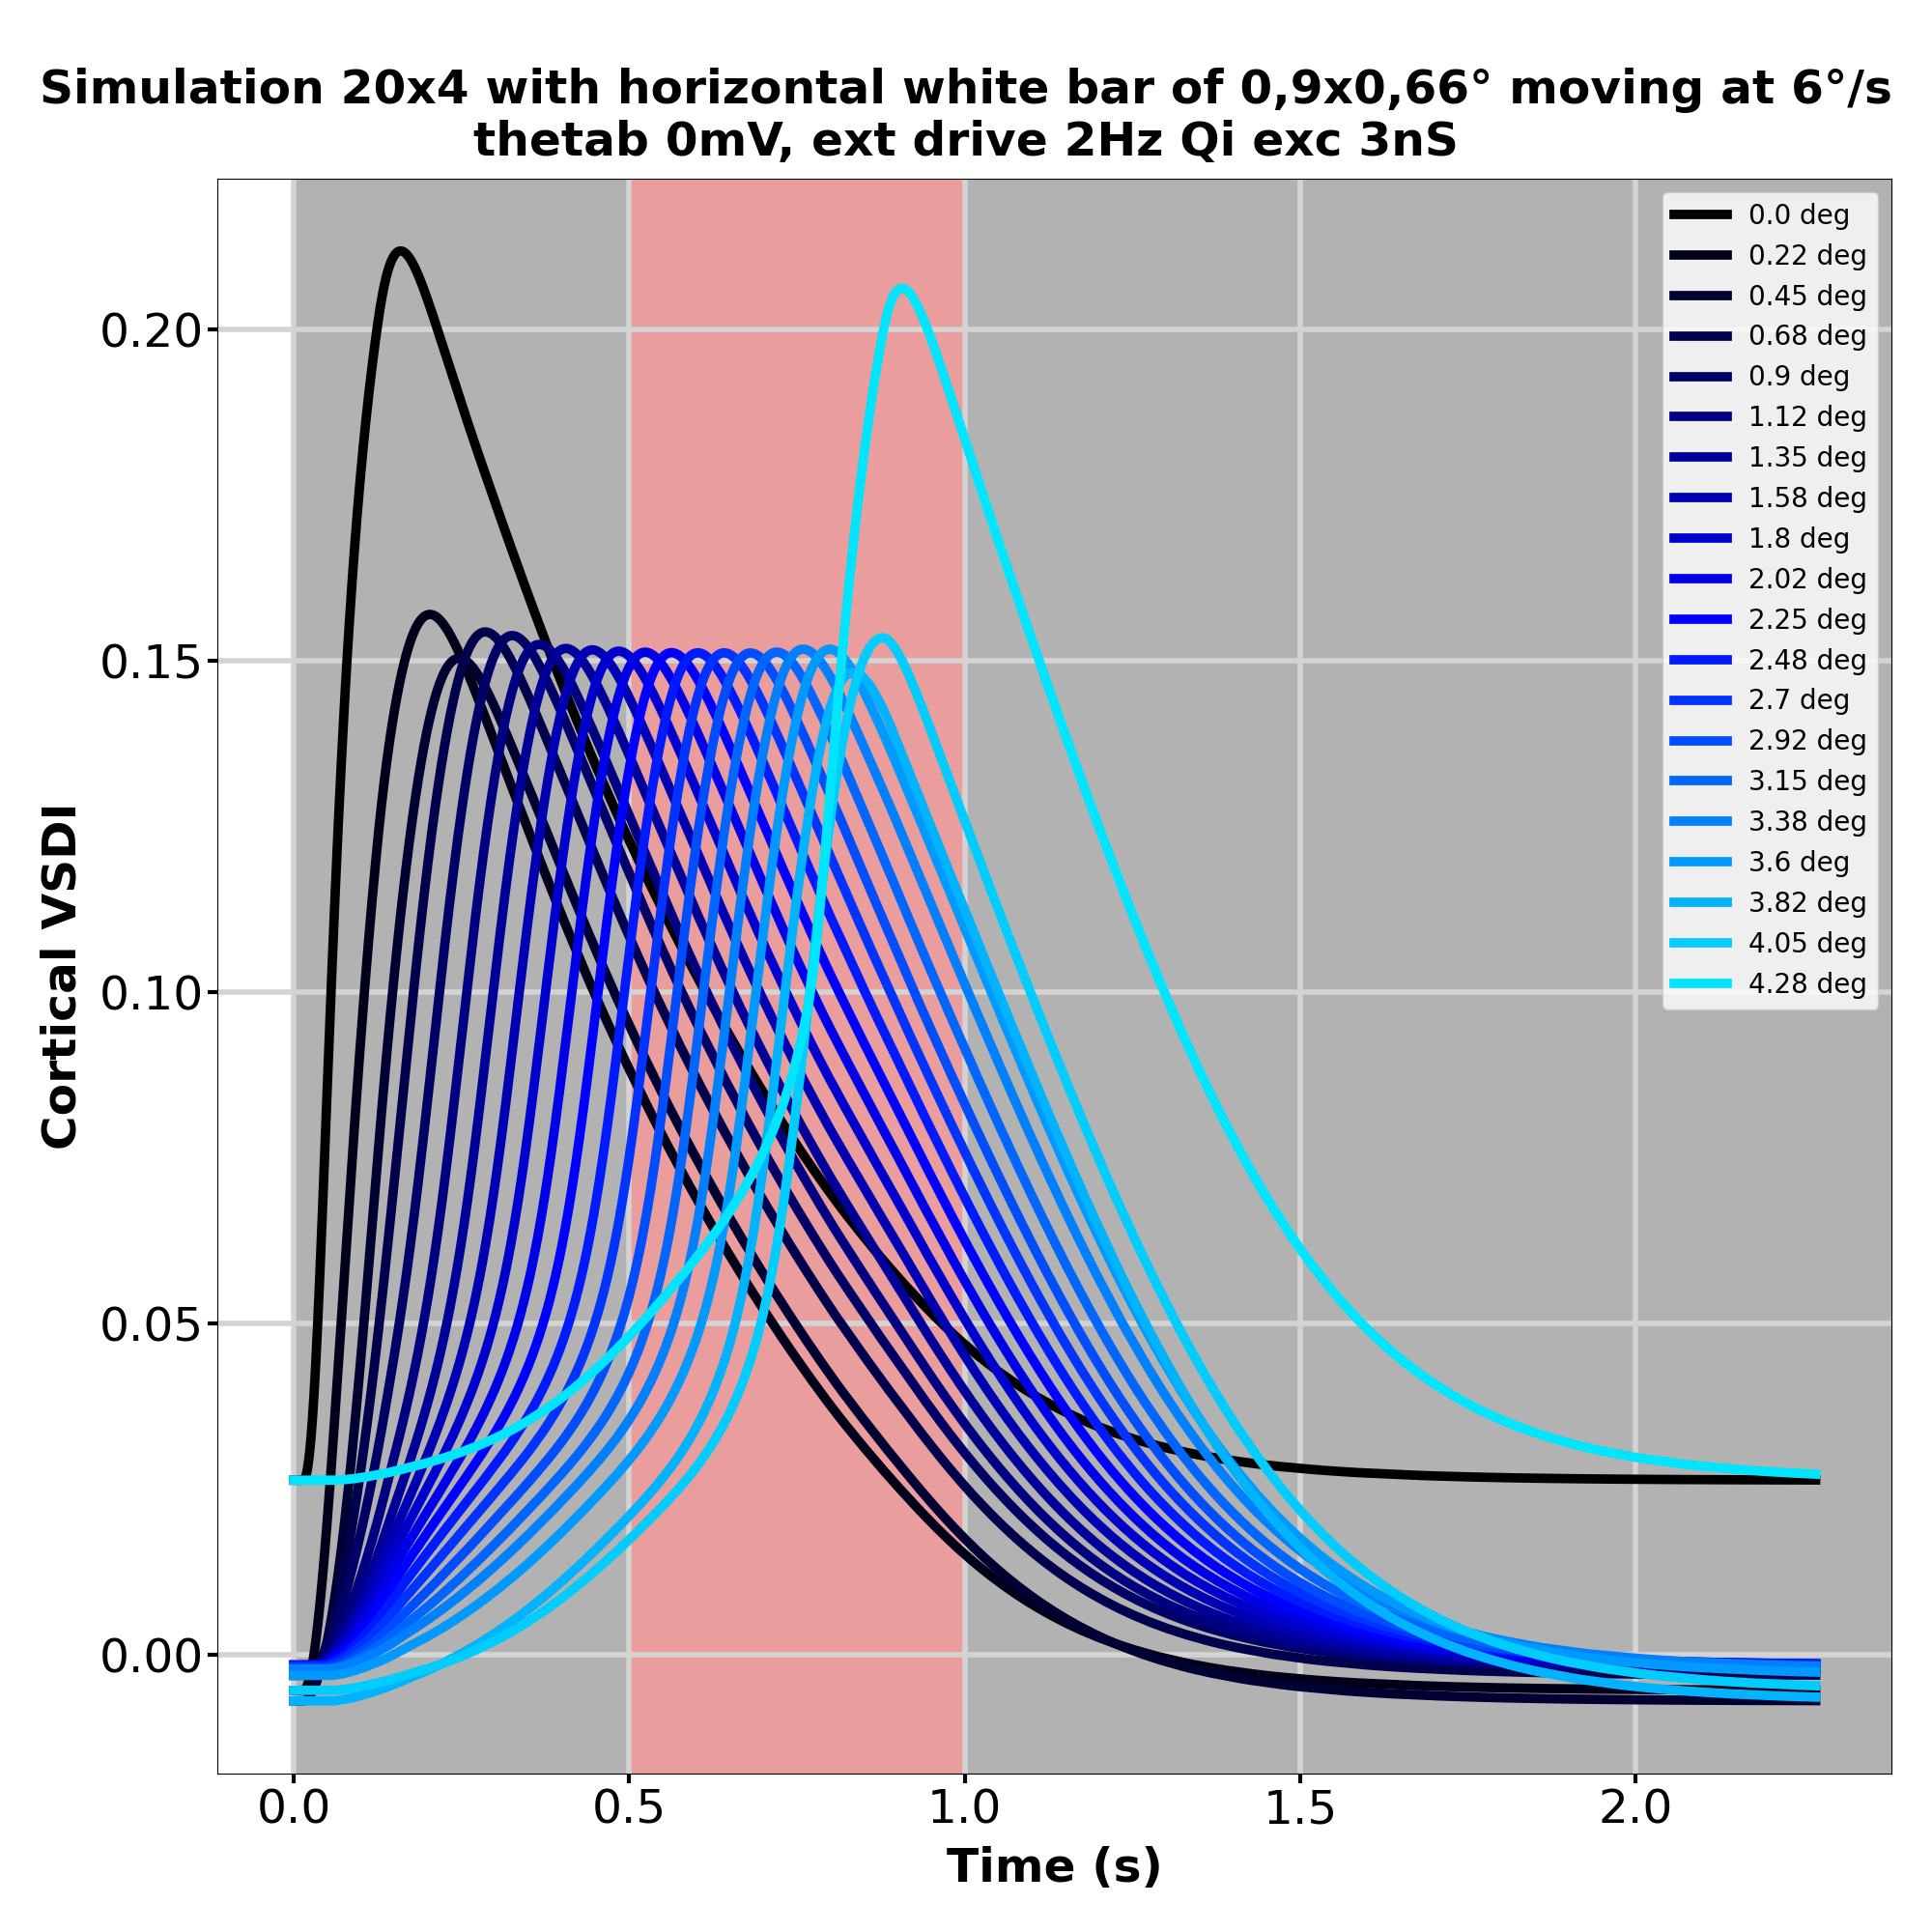 Simulation 20x4 with horizontal white bar of 0,9x0,66° moving at 6°/s
thetab 0mV, ext drive 2Hz Qi exc 3nS
0.0 deg
0.22 deg
0.45 deg
0.68 deg
0.9 deg
1.12 deg
1.35 deg
1.58 deg
1.8 deg
2.02 deg
2.25 deg
2.48 deg
2.7 deg
2.92 deg
3.15 deg
3.38 deg
3.6 deg
3.82 deg
4.05 deg
4.28 deg
0.20
0.15
0.10
0.05
0.00
Cortical VSDI
0.0 0.5 1.0 1.5 2.0
Time (s)